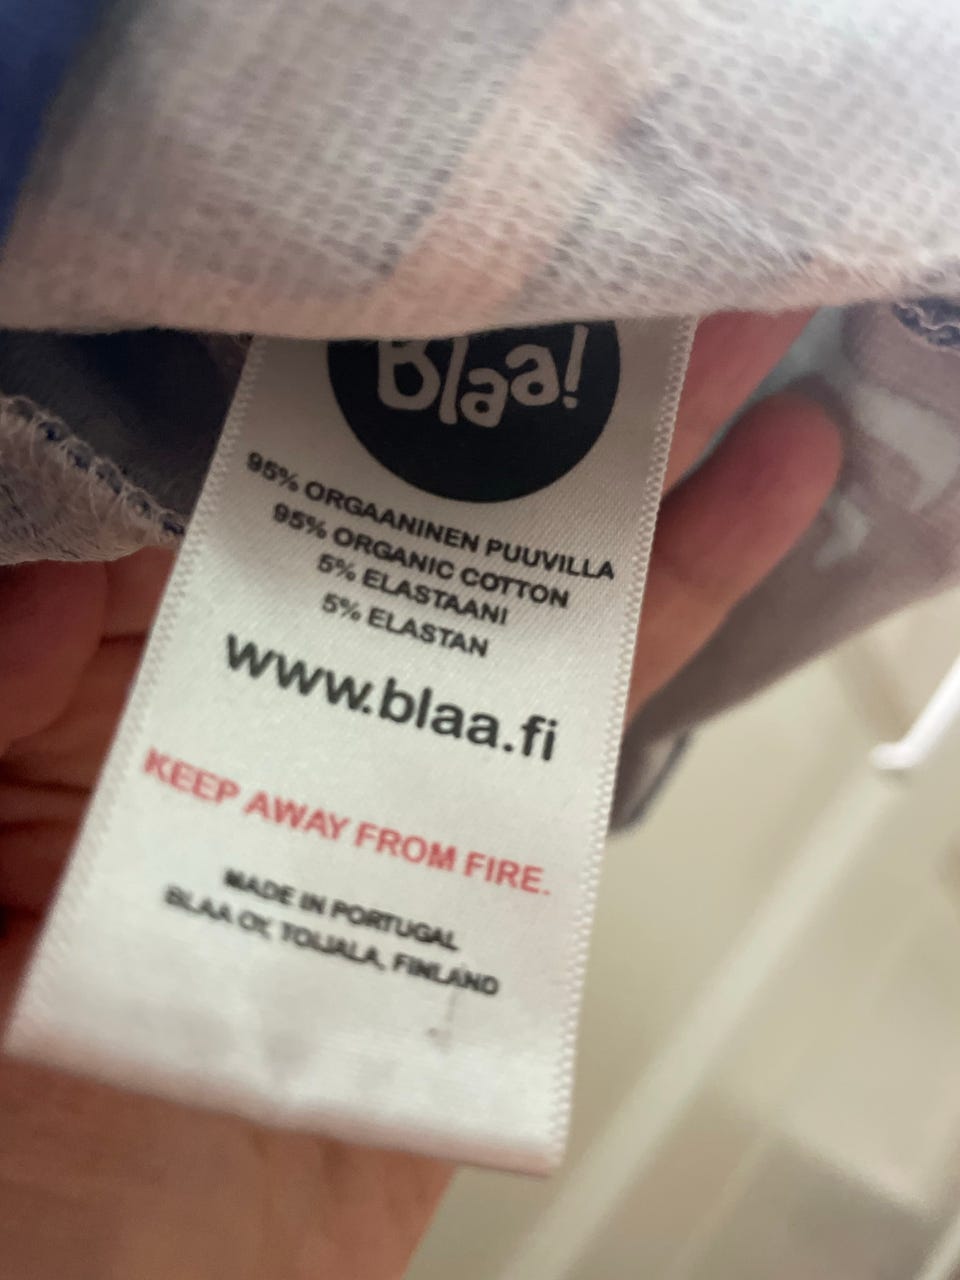 Blaa!
95% ORGAANINEN PUUVILLA
95% ORGANIC COTTON
5% ELASTAANI
5% ELASTAN
www.blaa.fi
KEEP AWAY FROM FIRE.
MADE IN PORTUGAL
BLAA OY, TOIJALA, FINLAND